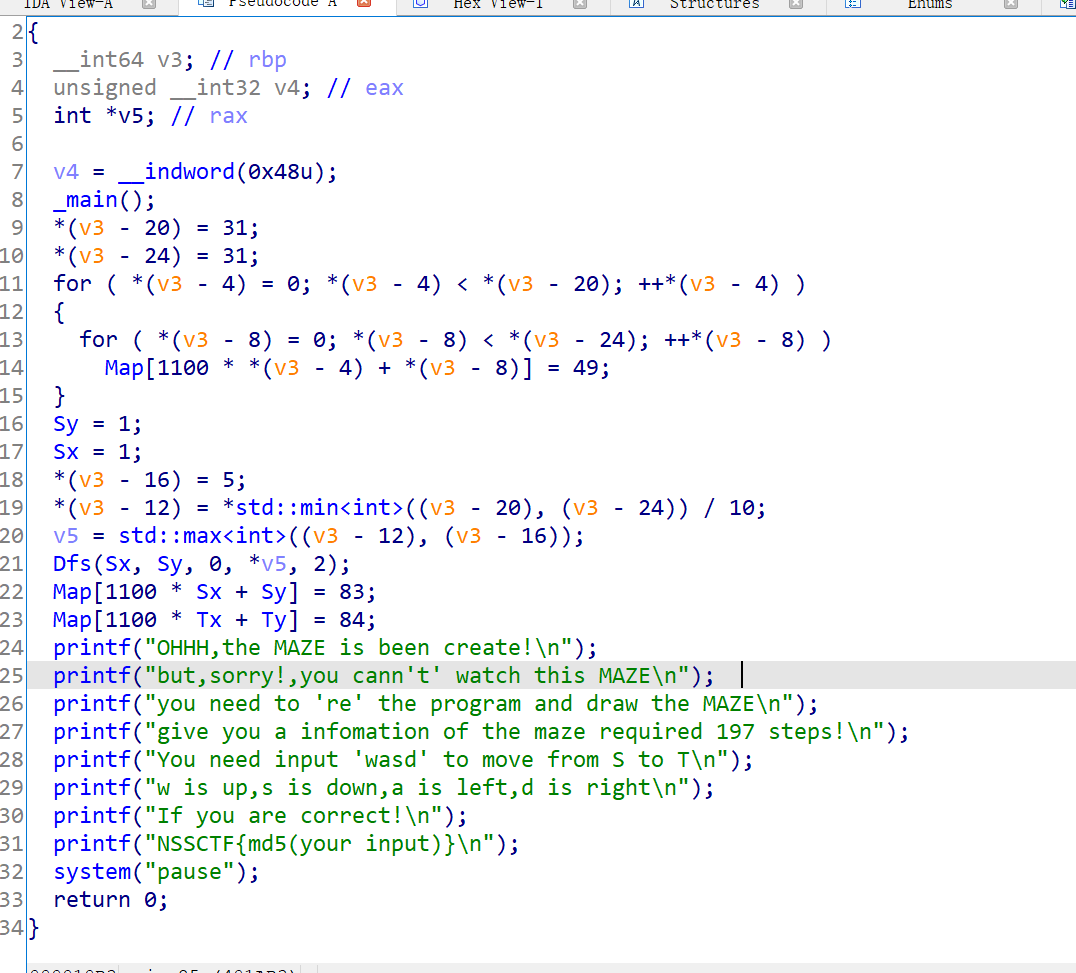 IDA View-A Pseudocode A Hex View-1 Structures Enums
2 {
3 __int64 v3; // rbp
4 unsigned __int32 v4; // eax
5 int *v5; // rax
6
7 v4 = __indword(0x48u);
8 _main();
9 *(v3 - 20) = 31;
10 *(v3 - 24) = 31;
11 for ( *(v3 - 4) = 0; *(v3 - 4) < *(v3 - 20); ++*(v3 - 4) )
12 {
13 for ( *(v3 - 8) = 0; *(v3 - 8) < *(v3 - 24); ++*(v3 - 8) )
14 Map[1100 * *(v3 - 4) + *(v3 - 8)] = 49;
15 }
16 Sy = 1;
17 Sx = 1;
18 *(v3 - 16) = 5;
19 *(v3 - 12) = *std::min<int>((v3 - 20), (v3 - 24)) / 10;
20 v5 = std::max<int>((v3 - 12), (v3 - 16));
21 Dfs(Sx, Sy, 0, *v5, 2);
22 Map[1100 * Sx + Sy] = 83;
23 Map[1100 * Tx + Ty] = 84;
24 printf("OHHH,the MAZE is been create!\n");
25 printf("but,sorry!,you cann't' watch this MAZE\n");
26 printf("you need to 're' the program and draw the MAZE\n");
27 printf("give you a infomation of the maze required 197 steps!\n");
28 printf("You need input 'wasd' to move from S to T\n");
29 printf("w is up,s is down,a is left,d is right\n");
30 printf("If you are correct!\n");
31 printf("NSSCTF{md5(your input)}\n");
32 system("pause");
33 return 0;
34 }